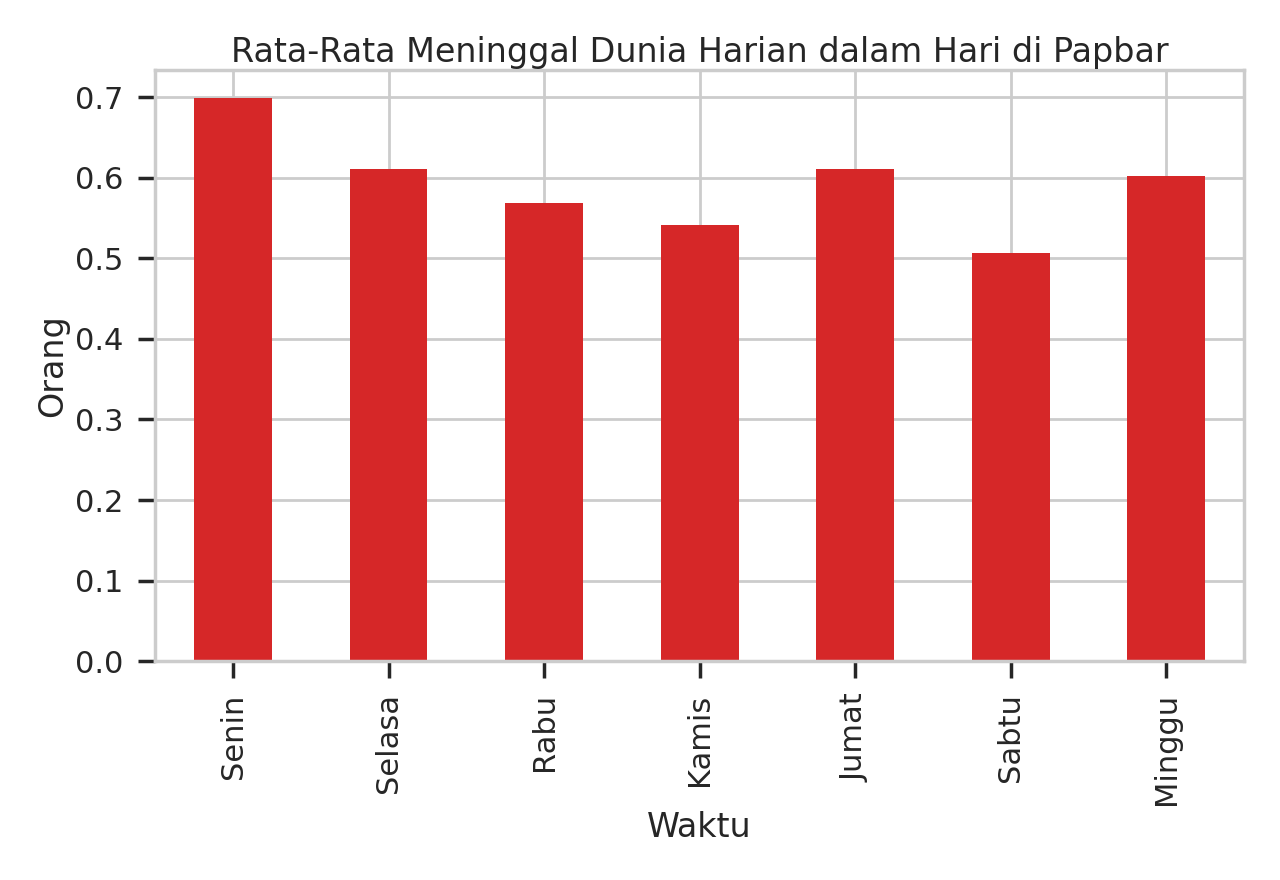 Rata-Rata Meninggal Dunia Harian dalam Hari di Papbar
0.7
0.6
0.5
0.4
0.3
0.2
0.1
0.0
Orang
Senin
Selasa
Rabu
Kamis
Jumat
Sabtu
Minggu
Waktu